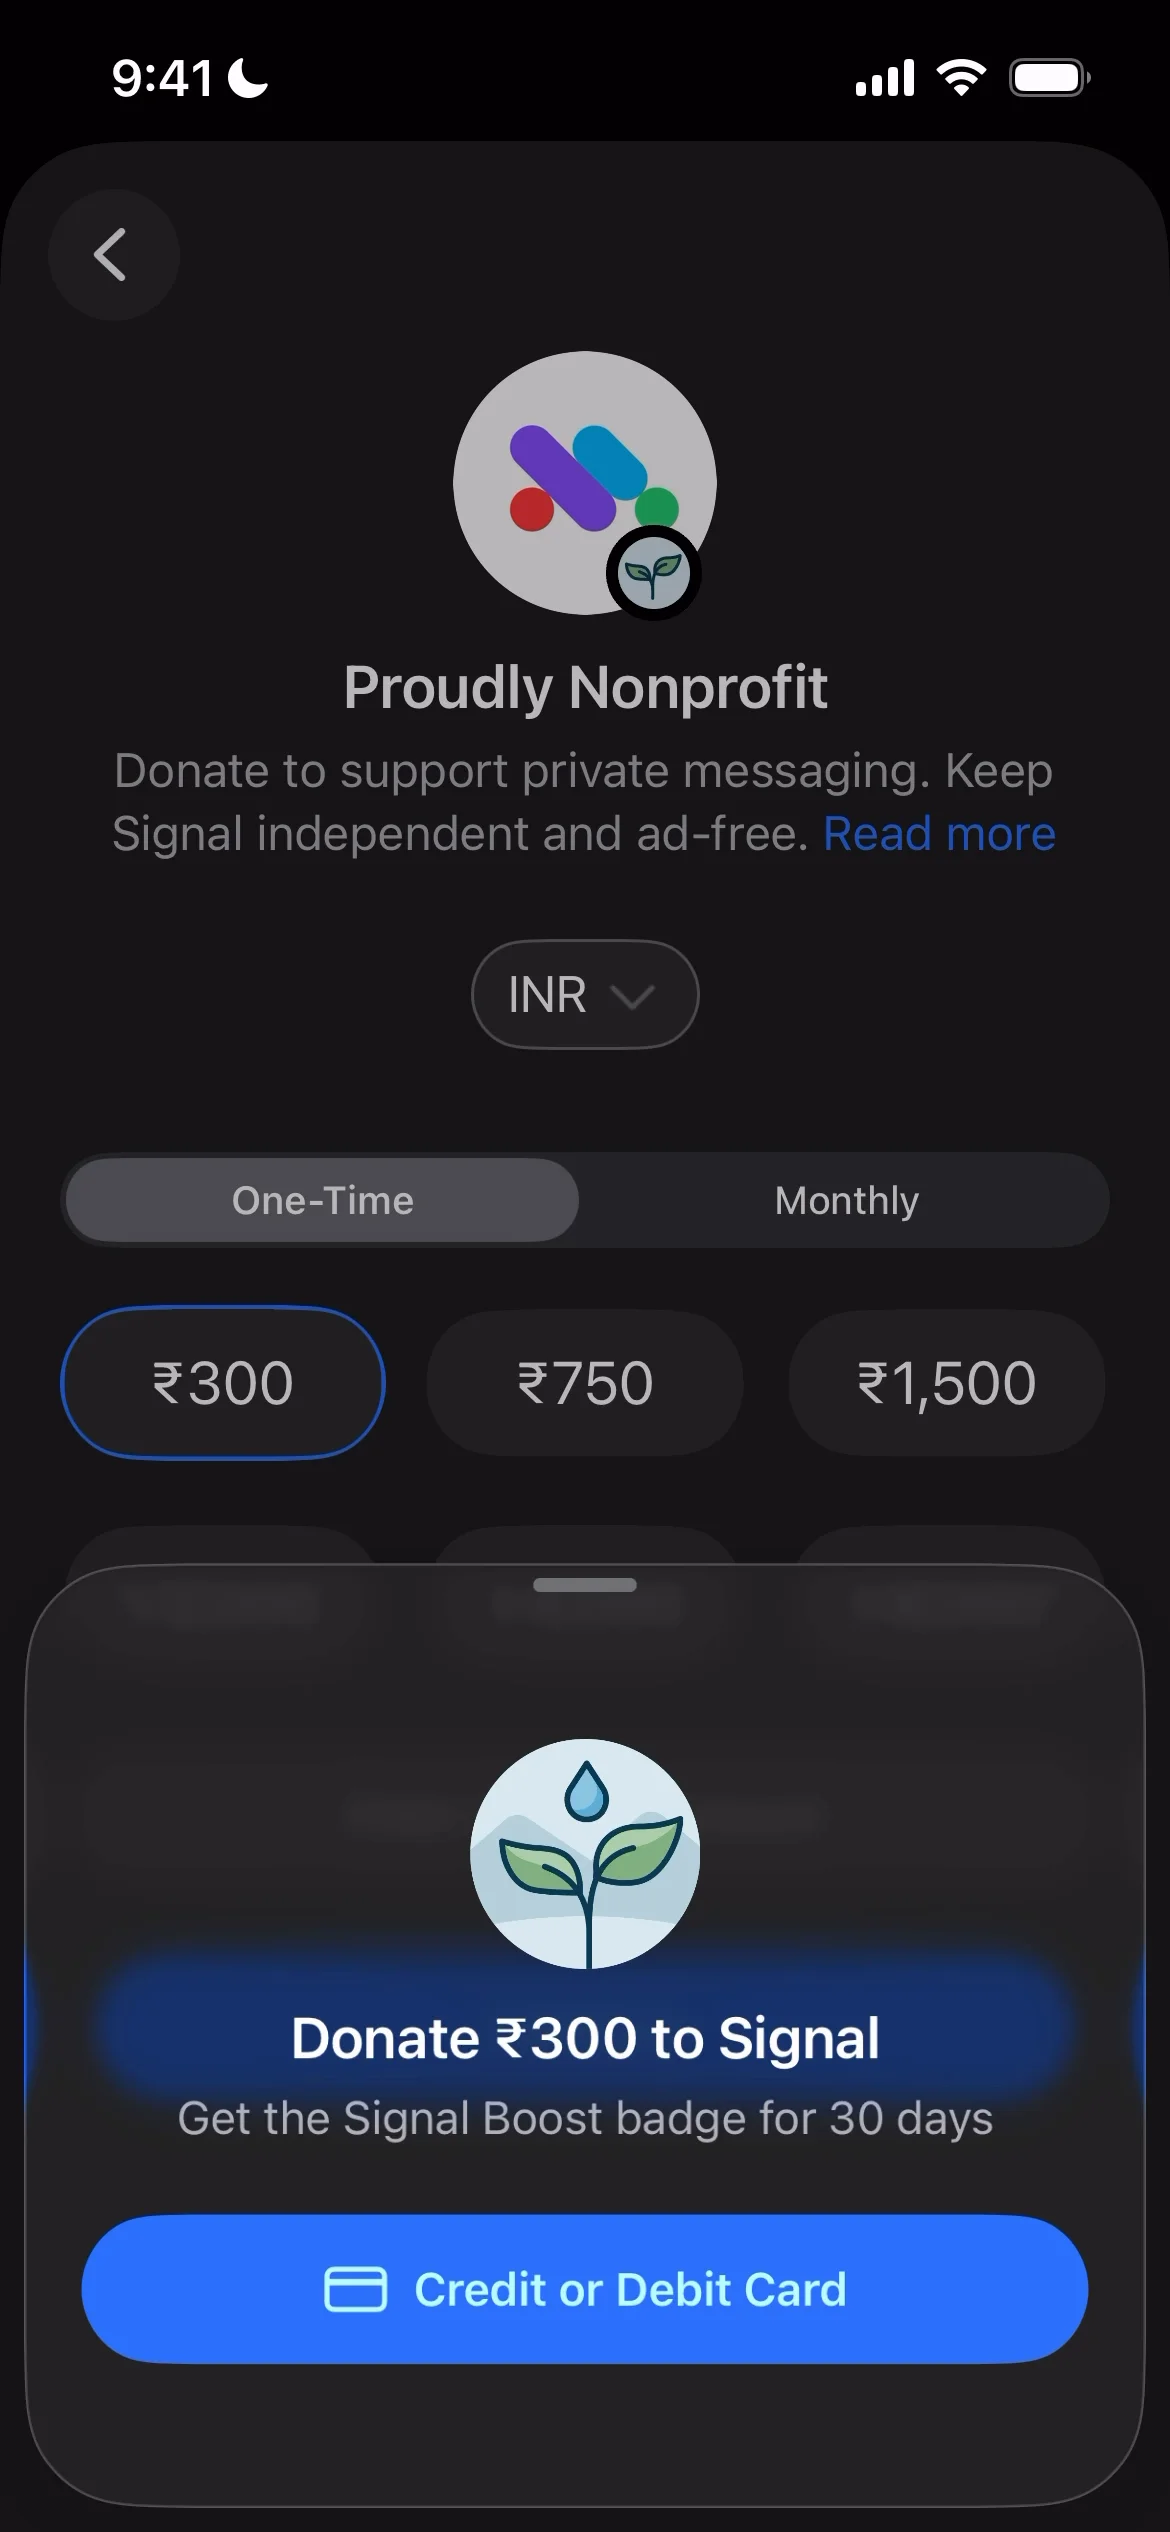 9:41
Proudly Nonprofit
Donate to support private messaging. Keep
Signal independent and ad-free. Read more
INR
One-Time
Monthly
₹300
₹750
₹1,500
Donate ₹300 to Signal
Get the Signal Boost badge for 30 days
Credit or Debit Card